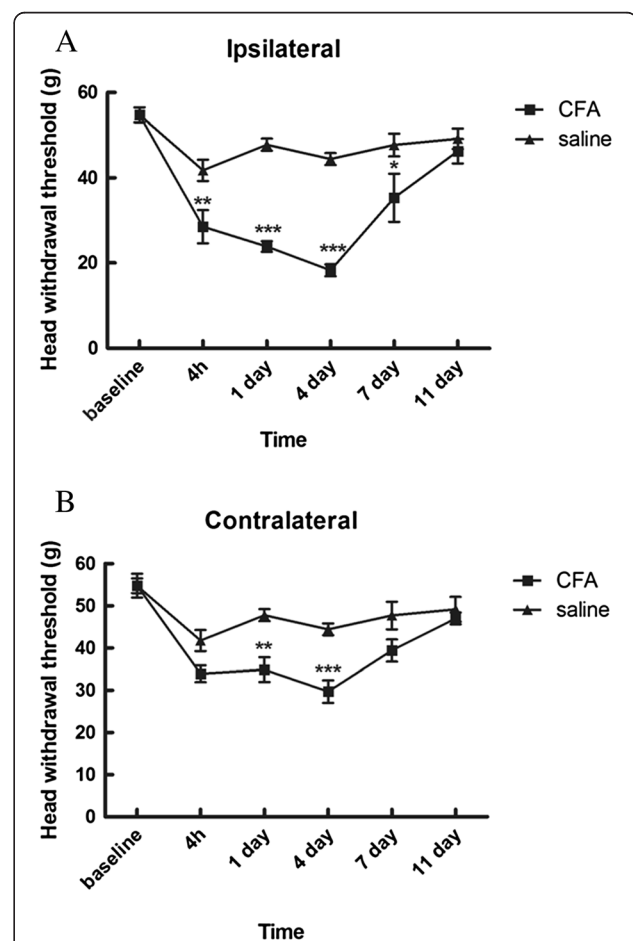 A
Ipsilateral
Head withdrawal threshold (g)
60
40
20
0
** *** *** *
baseline 4h 1 day 4 day 7 day 11 day
Time
CFA
saline
B
Contralateral
Head withdrawal threshold (g)
60
50
40
30
20
10
0
** ***
baseline 4h 1 day 4 day 7 day 11 day
Time
CFA
saline